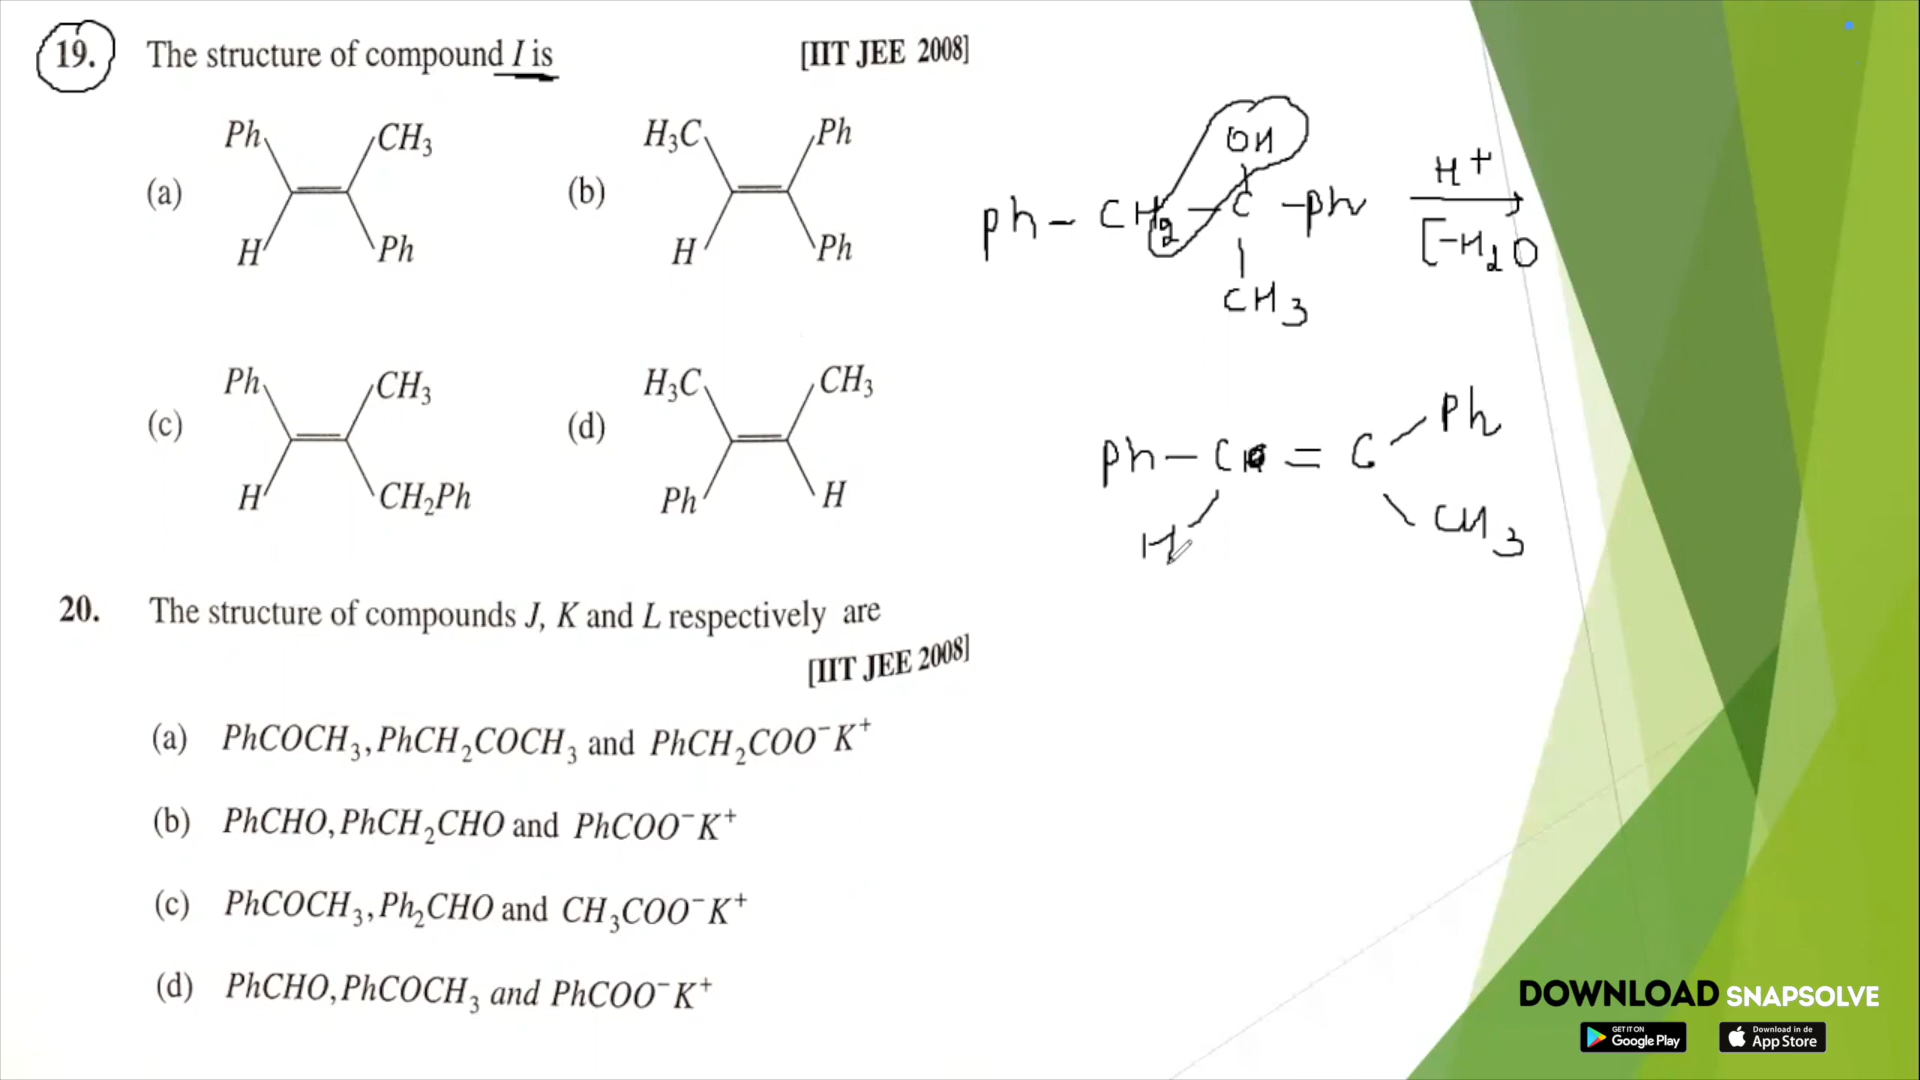 19. The structure of compound I is [IIT JEE 2008]
(a) Ph CH₃ H Ph
(b) H₃C Ph H Ph
(c) Ph CH₃ H CH₂Ph
(d) H₃C CH₃ Ph H
OH
Ph – CH₂ – C – Ph H+
[-H₂O
CH₃
Ph – C = C Ph
H CH₃
20. The structure of compounds J, K and L respectively are
[IIT JEE 2008]
(a) PhCOCH₃, PhCH₂COCH₃ and PhCH₂COO⁻K⁺
(b) PhCHO, PhCH₂CHO and PhCOO⁻K⁺
(c) PhCOCH₃, Ph₂CHO and CH₃COO⁻K⁺
(d) PhCHO, PhCOCH₃ and PhCOO⁻K⁺
DOWNLOAD SNAPSOLVE
GET IT ON Google Play
Download in de App Store